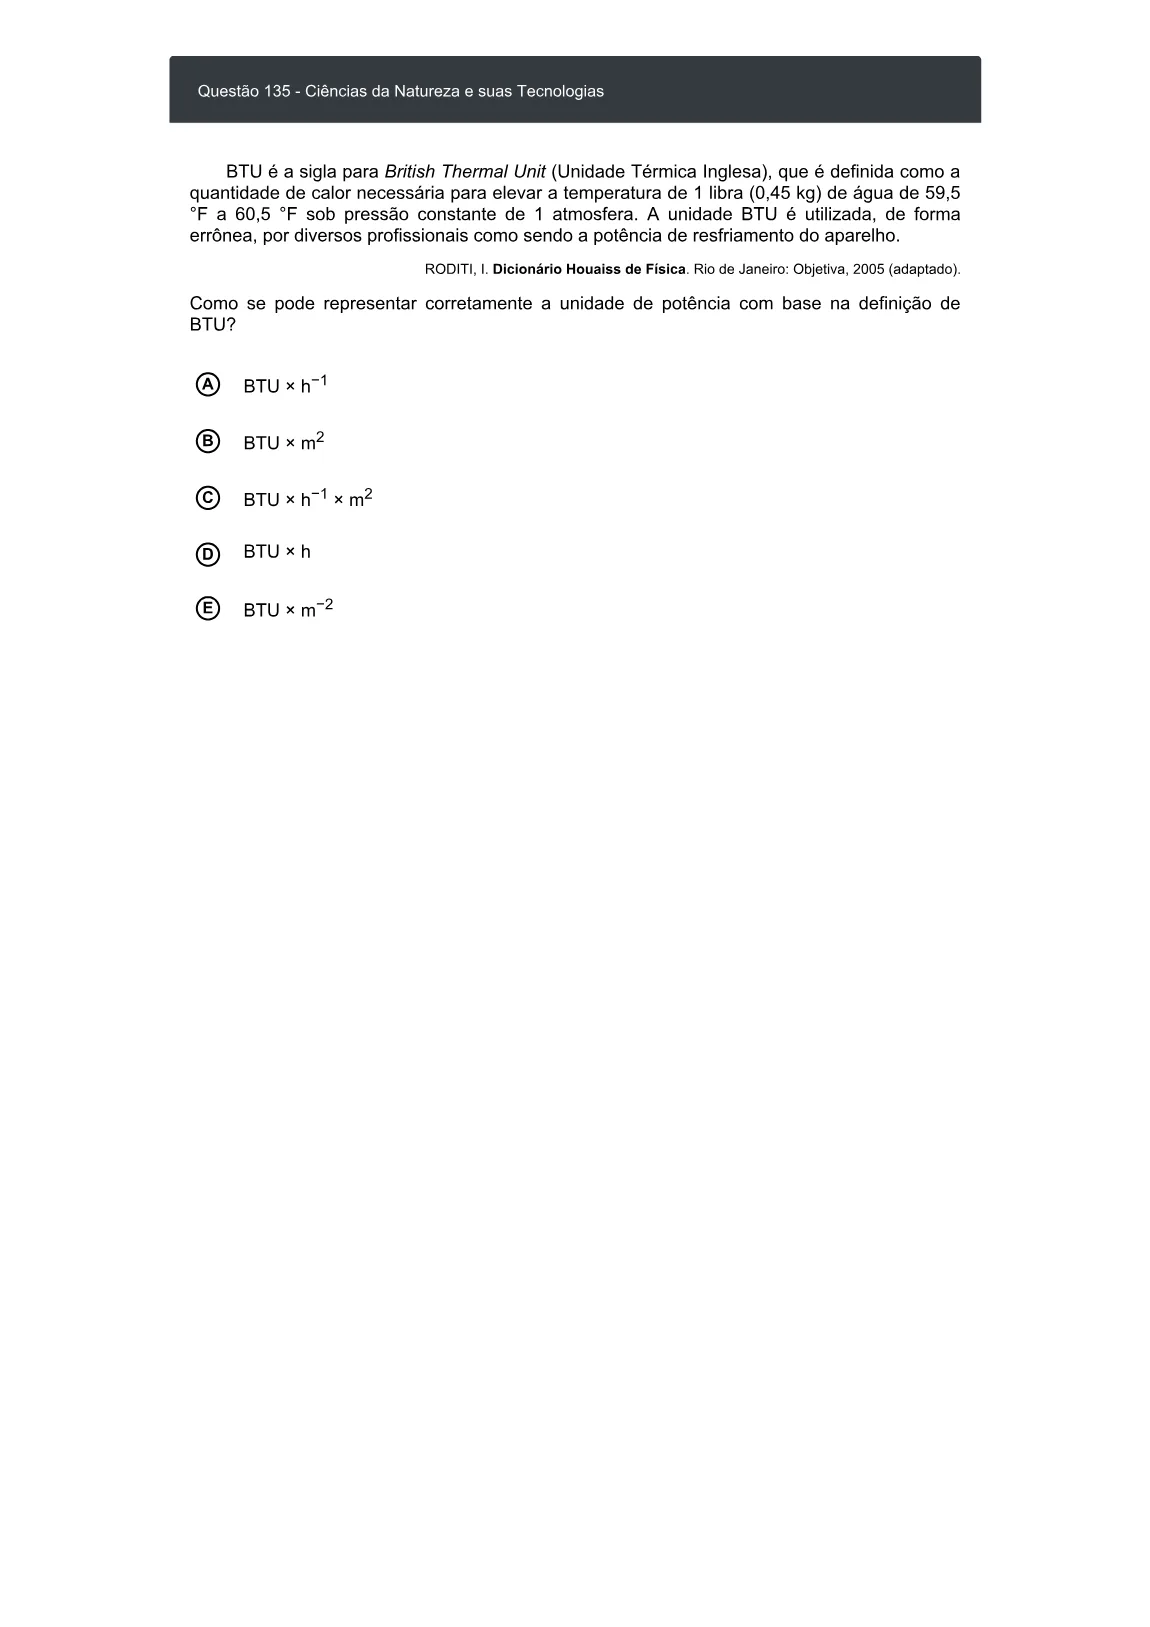 Questão 135 - Ciências da Natureza e suas Tecnologias
BTU é a sigla para British Thermal Unit (Unidade Térmica Inglesa), que é definida como a
quantidade de calor necessária para elevar a temperatura de 1 libra (0,45 kg) de água de 59,5
°F a 60,5 °F sob pressão constante de 1 atmosfera. A unidade BTU é utilizada, de forma
errônea, por diversos profissionais como sendo a potência de resfriamento do aparelho.
RODITI, I. Dicionário Houaiss de Física. Rio de Janeiro: Objetiva, 2005 (adaptado).
Como se pode representar corretamente a unidade de potência com base na definição de
BTU?
A BTU × h⁻¹
B BTU × m²
C BTU × h⁻¹ × m²
D BTU × h
E BTU × m⁻²